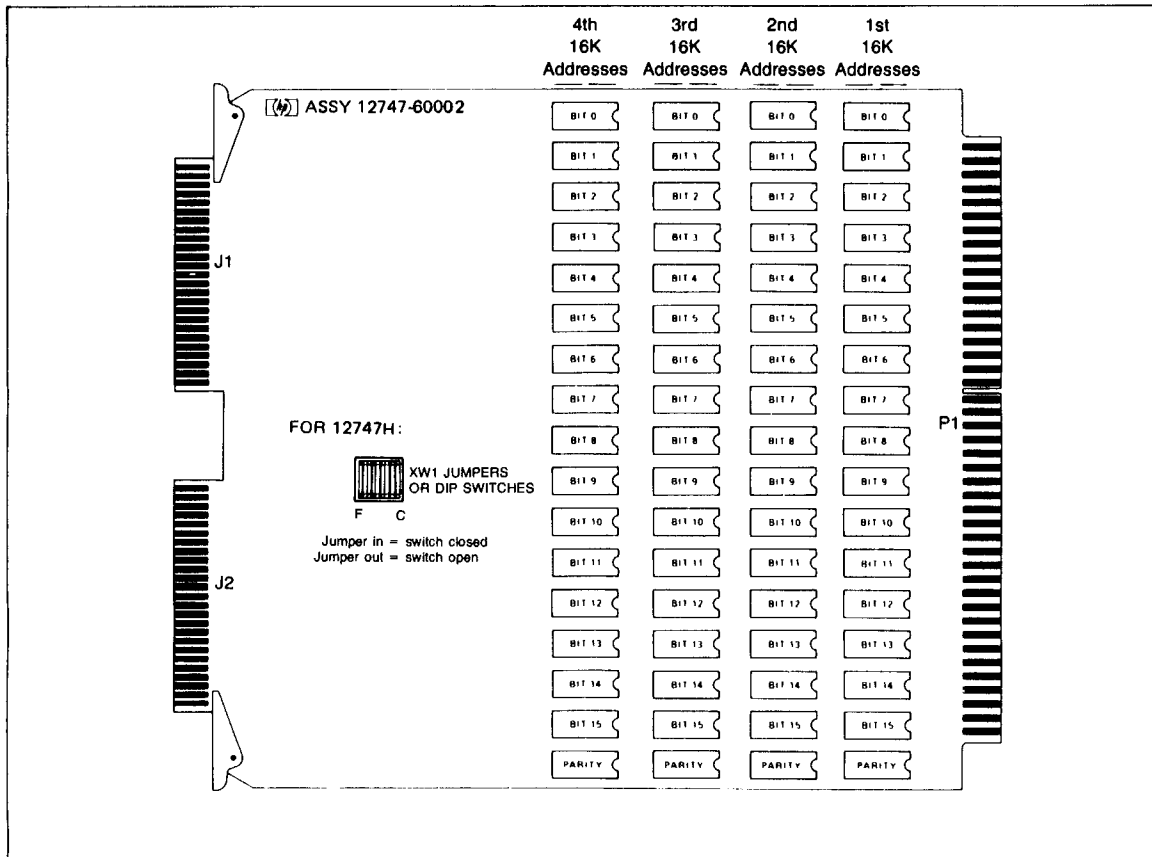 4th 3rd 2nd 1st
16K 16K 16K 16K
Addresses Addresses Addresses Addresses
hp ASSY 12747-60002
BIT 0 BIT 0 BIT 0 BIT 0
BIT 1 BIT 1 BIT 1 BIT 1
BIT 2 BIT 2 BIT 2 BIT 2
BIT 3 BIT 3 BIT 3 BIT 3
J1
BIT 4 BIT 4 BIT 4 BIT 4
BIT 5 BIT 5 BIT 5 BIT 5
BIT 6 BIT 6 BIT 6 BIT 6
BIT 7 BIT 7 BIT 7 BIT 7
FOR 12747H:
P1
BIT 8 BIT 8 BIT 8 BIT 8
XW1 JUMPERS
OR DIP SWITCHES
BIT 9 BIT 9 BIT 9 BIT 9
F C
BIT 10 BIT 10 BIT 10 BIT 10
Jumper in = switch closed
Jumper out = switch open
BIT 11 BIT 11 BIT 11 BIT 11
J2
BIT 12 BIT 12 BIT 12 BIT 12
BIT 13 BIT 13 BIT 13 BIT 13
BIT 14 BIT 14 BIT 14 BIT 14
BIT 15 BIT 15 BIT 15 BIT 15
PARITY PARITY PARITY PARITY